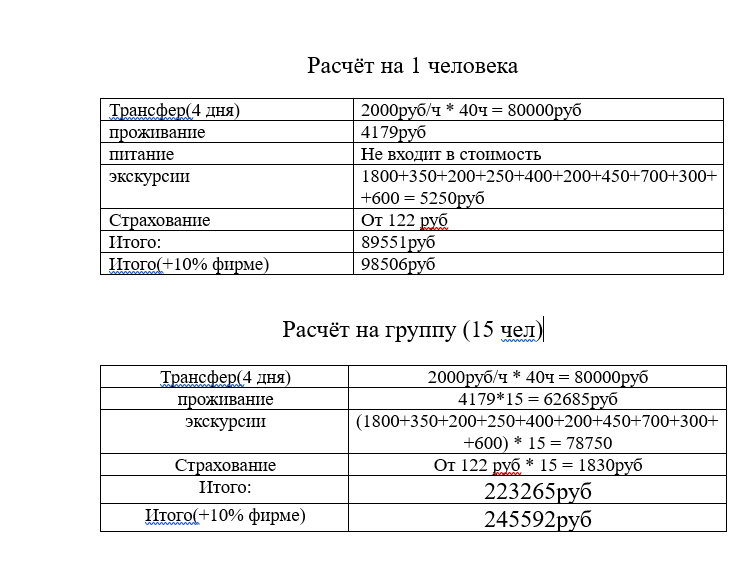 Расчёт на 1 человека
Трансфер(4 дня) 2000руб/ч * 40ч = 80000руб
проживание 4179руб
питание Не входит в стоимость
экскурсии 1800+350+200+250+400+200+450+700+300+
+600 = 5250руб
Страхование От 122 руб
Итого: 89551руб
Итого(+10% фирме) 98506руб
Расчёт на группу (15 чел)
Трансфер(4 дня) 2000руб/ч * 40ч = 80000руб
проживание 4179*15 = 62685руб
экскурсии (1800+350+200+250+400+200+450+700+300+
+600) * 15 = 78750
Страхование От 122 руб * 15 = 1830руб
Итого: 223265руб
Итого(+10% фирме) 245592руб